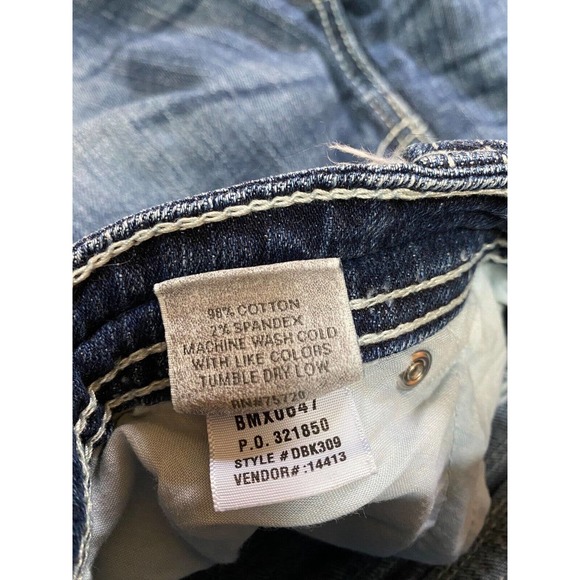 98% COTTON
2% SPANDEX
MACHINE WASH COLD
WITH LIKE COLORS
TUMBLE DRY LOW
RN#75720
BMX0647
P.O. 321850
STYLE # DBK309
VENDOR# :14413